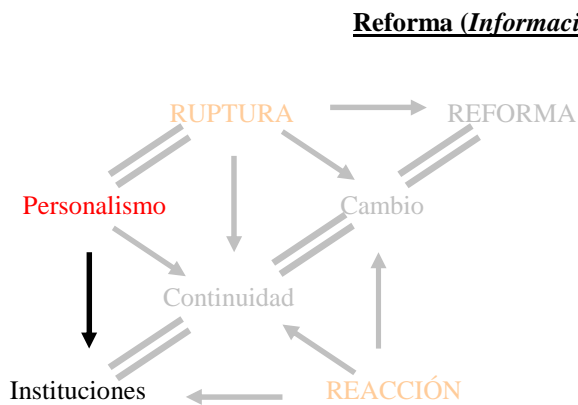 Reforma (Informaci
RUPTURA REFORMA
Personalismo Cambio
Continuidad
Instituciones REACCIÓN